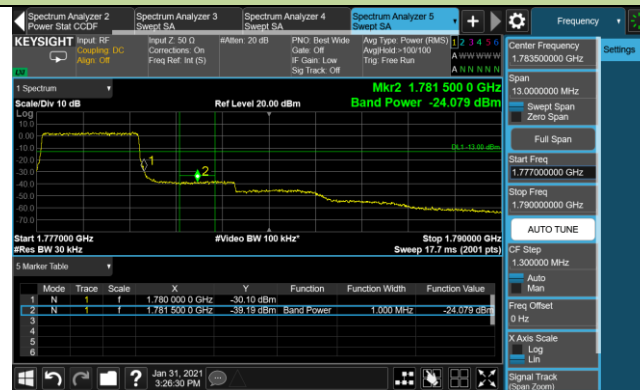 Spectrum Analyzer 2
Power Stat CCDF
Spectrum Analyzer 3
Swept SA
Spectrum Analyzer 4
Swept SA
Spectrum Analyzer 5
Swept SA
Frequency
KEYSIGHT
Input: RF
Coupling: DC
Align: Off
Input Z: 50 Ω
Corrections: On
Freq Ref: Int (S)
#Atten: 20 dB
PNO: Best Wide
Gate: Off
IF Gain: Low
Sig Track: Off
Avg Type: Power (RMS)
Avg|Hold:>100/100
Trig: Free Run
1 2 3 4 5 6
A W W W W W
A N N N N N
1 Spectrum
Scale/Div 10 dB
Ref Level 20.00 dBm
Mkr2 1.781 500 0 GHz
Band Power -24.079 dBm
Log
10.0
0.00
-10.0
-20.0
-30.0
-40.0
-50.0
-60.0
-70.0
DL1 -13.00 dBm
1
2
Start 1.777000 GHz
#Video BW 100 kHz*
Stop 1.790000 GHz
#Res BW 30 kHz
Sweep 17.7 ms (2001 pts)
5 Marker Table
Mode Trace Scale X Y Function Function Width Function Value
1 N 1 f 1.780 000 0 GHz -30.10 dBm
2 N 1 f 1.781 500 0 GHz -39.19 dBm Band Power 1.000 MHz -24.079 dBm
3
4
5
6
Jan 31, 2021
3:26:30 PM
Settings
Center Frequency
1.783500000 GHz
Span
13.0000000 MHz
Swept Span
Zero Span
Full Span
Start Freq
1.777000000 GHz
Stop Freq
1.790000000 GHz
AUTO TUNE
CF Step
1.300000 MHz
Auto
Man
Freq Offset
0 Hz
X Axis Scale
Log
Lin
Signal Track
(Span Zoom)